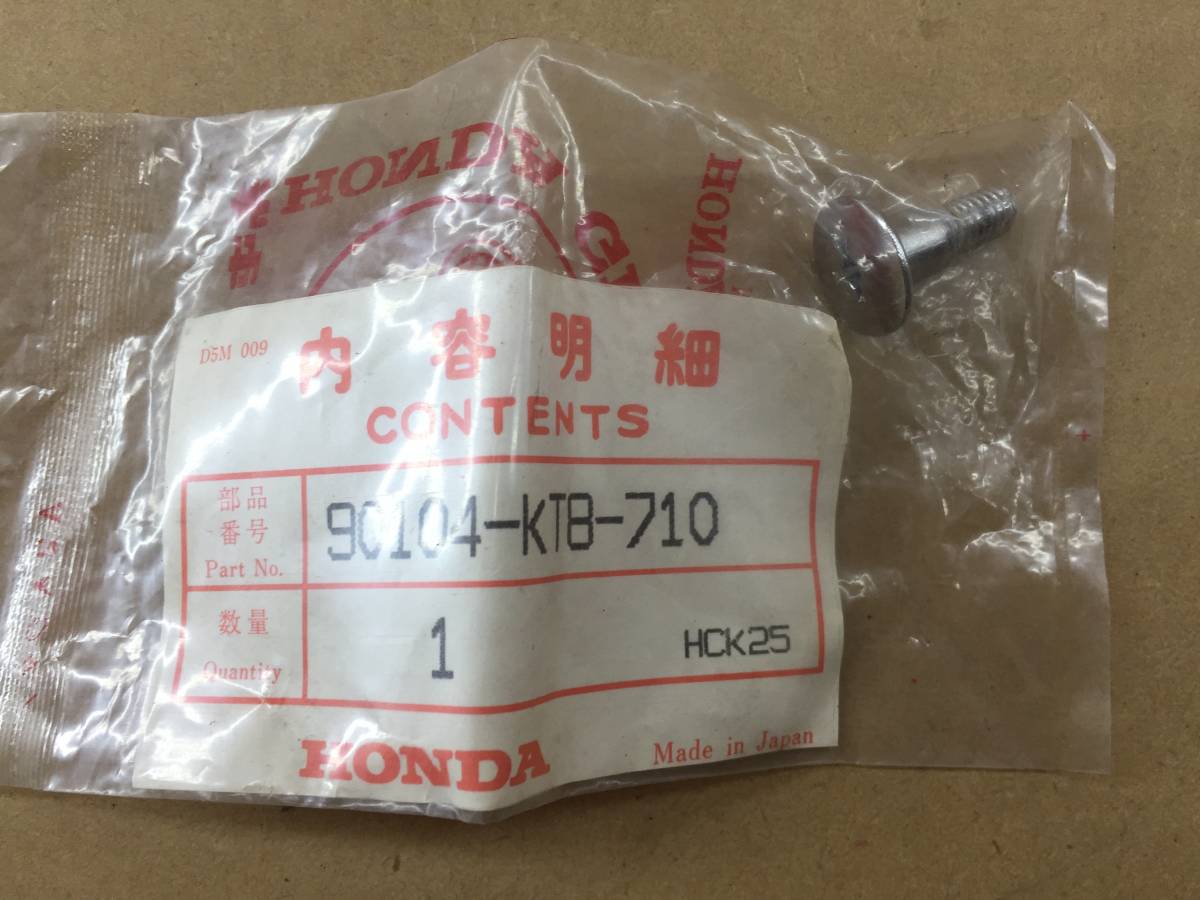 HONDA
HONDA
D5M 009
内容明細
CONTENTS
部品
番号
Part No.
90104-KT8-710
数量
Quantity
1
HCK25
HONDA
Made in Japan